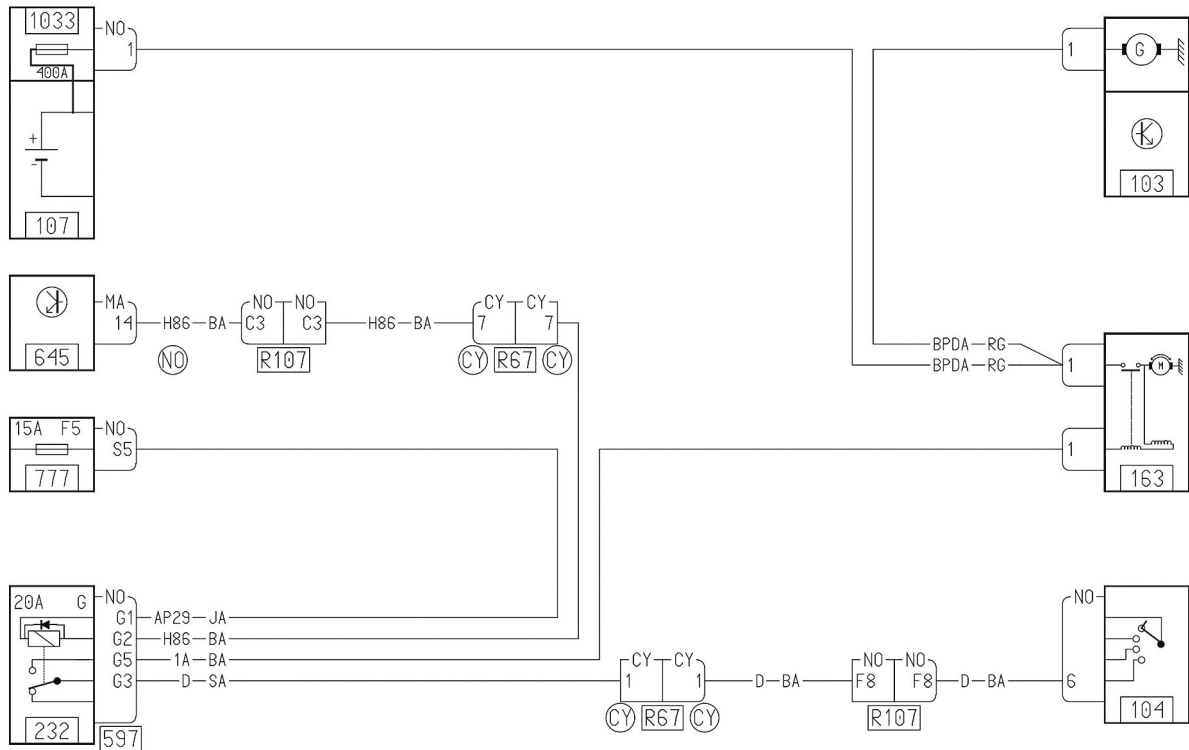 1033
NO
1
400A
+
-
107
1
G
103
MA
14
H86 BA
NO
NO NO
C3 C3
R107
H86 BA
CY CY
7 7
CY R67 CY
645
BPDA RG
BPDA RG
1
M
1
163
15A F5
NO
S5
777
20A G
NO
G1 AP29 JA
G2 H86 BA
G5 1A BA
G3 D SA
232
597
CY CY
1 1
CY R67 CY
D BA
NO NO
F8 F8
R107
D BA
NO
6
104